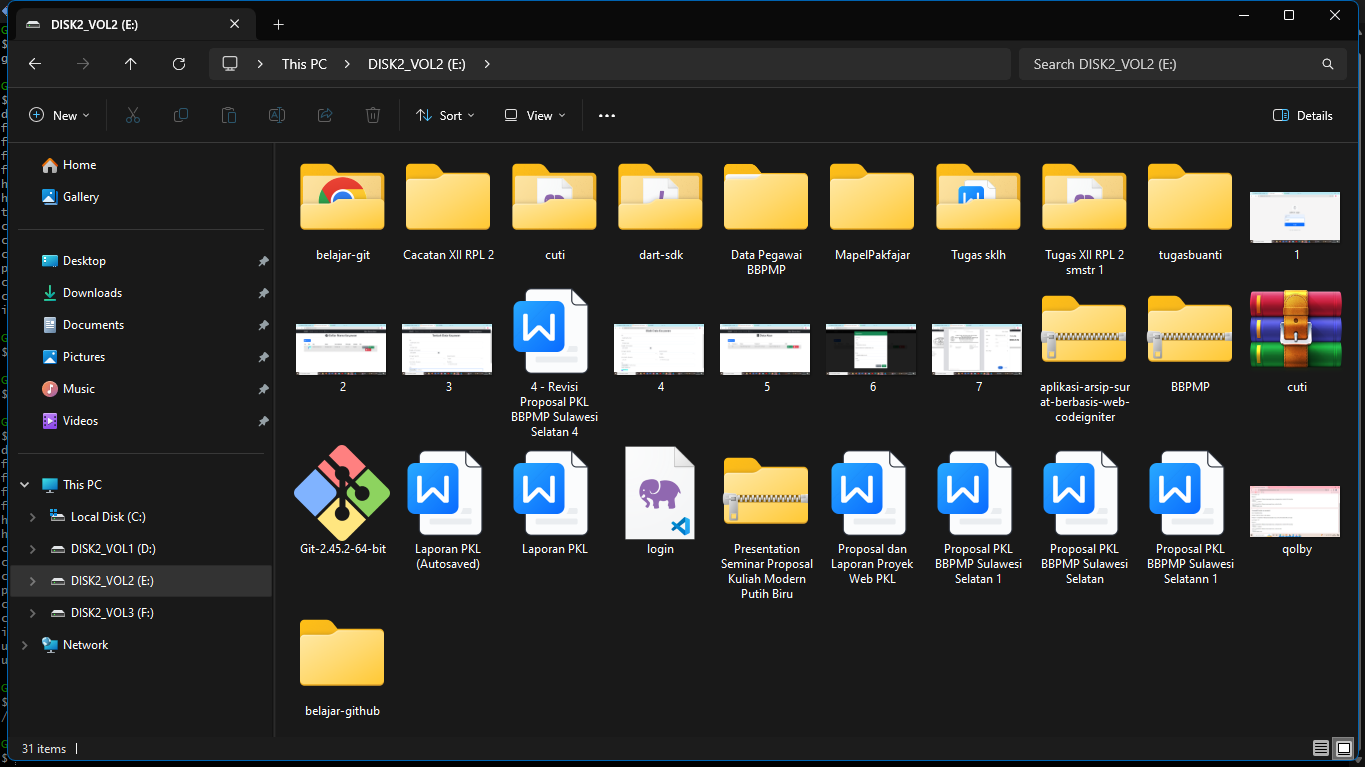 DISK2_VOL2 (E:)
This PC
DISK2_VOL2 (E:)
Search DISK2_VOL2 (E:)
New
Sort
View
Details
Home
Gallery
Desktop
Downloads
Documents
Pictures
Music
Videos
This PC
Local Disk (C:)
DISK2_VOL1 (D:)
DISK2_VOL2 (E:)
DISK2_VOL3 (F:)
Network
belajar-git
Cacatan XII RPL 2
cuti
dart-sdk
Data Pegawai
BBPMP
MapelPakfajar
Tugas sklh
Tugas XII RPL 2
smstr 1
tugasbuanti
1
2
3
4 - Revisi
Proposal PKL
BBPMP Sulawesi
Selatan 4
4
5
6
7
aplikasi-arsip-sur
at-berbasis-web-
codeigniter
BBPMP
cuti
Git-2.45.2-64-bit
Laporan PKL
(Autosaved)
Laporan PKL
login
Presentation
Seminar Proposal
Kuliah Modern
Putih Biru
Proposal dan
Laporan Proyek
Web PKL
Proposal PKL
BBPMP Sulawesi
Selatan 1
Proposal PKL
BBPMP Sulawesi
Selatan
Proposal PKL
BBPMP Sulawesi
Selatann 1
qolby
belajar-github
31 items